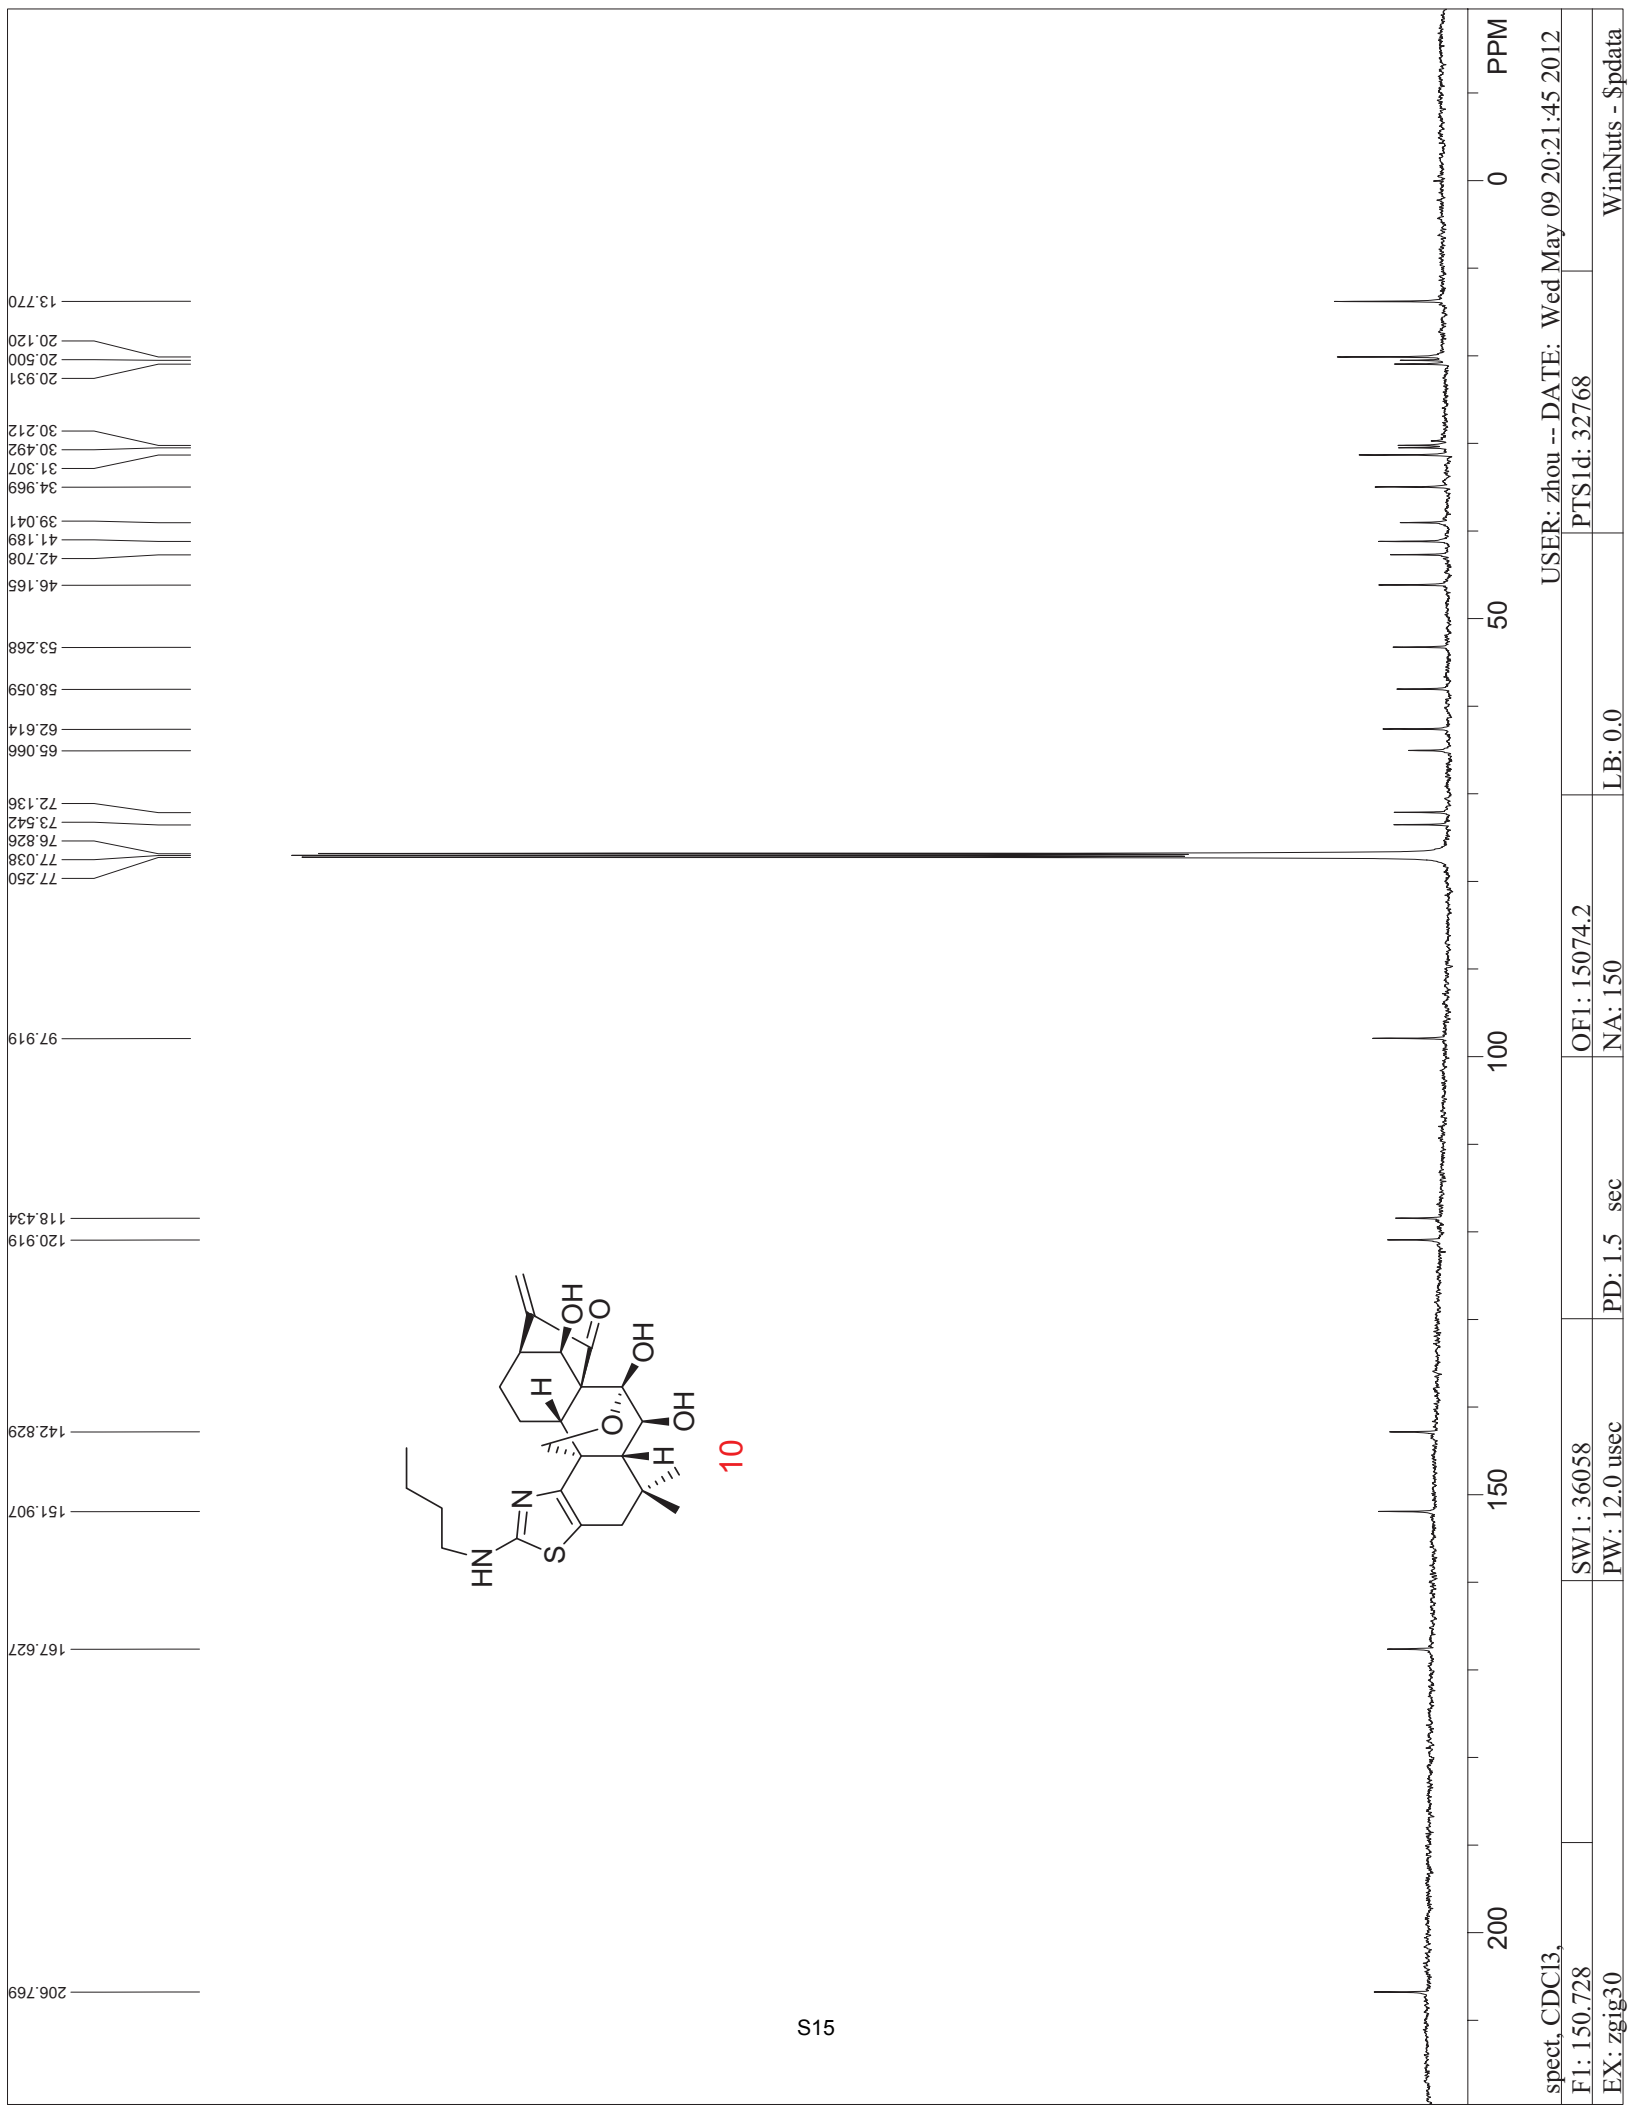 206.769
167.627
151.907
142.829
120.919
118.434
97.919
77.250
77.038
76.826
73.542
72.136
65.066
62.614
58.059
53.268
46.165
42.708
41.189
39.041
34.969
31.307
30.492
30.212
20.931
20.500
20.120
13.770
HN
N
S
H
O
H
OH
O
OH
OH
10
200 150 100 50 0 PPM
spect, CDCl3, USER: zhou -- DATE: Wed May 09 20:21:45 2012
F1: 150.728 SW1: 36058 OF1: 15074.2 PTS1d: 32768
EX: zgig30 PW: 12.0 usec PD: 1.5 sec NA: 150 LB: 0.0 WinNuts - $pdata
S15